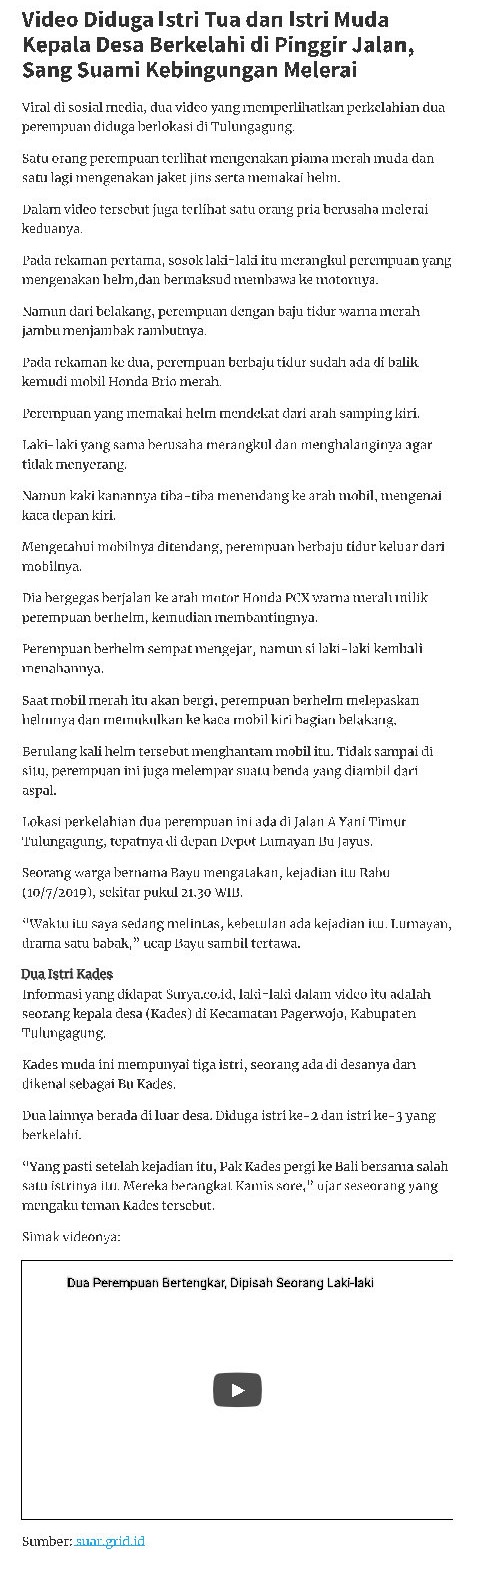 Video Diduga Istri Tua dan Istri Muda
Kepala Desa Berkelahi di Pinggir Jalan,
Sang Suami Kebingungan Melerai
Viral di sosial media, dua video yang memperlihatkan perkelahian dua
perempuan diduga berlokasi di Tulungagung.
Satu orang perempuan terlihat mengenakan piama merah muda dan
satu lagi mengenakan jaket jins serta memakai helm.
Dalam video tersebut juga terlihat satu orang pria berusaha melerai
keduanya.
Pada rekaman pertama, sosok laki-laki itu merangkul perempuan yang
mengenakan helm,dan bermaksud membawa ke motornya.
Namun dari belakang, perempuan dengan baju tidur warna merah
jambu menjambak rambutnya.
Pada rekaman ke dua, perempuan berbaju tidur sudah ada di balik
kemudi mobil Honda Brio merah.
Perempuan yang memakai helm mendekat dari arah samping kiri.
Laki-laki yang sama berusaha merangkul dan menghalanginya agar
tidak menyerang.
Namun kaki kanannya tiba-tiba menendang ke arah mobil, mengenai
kaca depan kiri.
Mengetahui mobilnya ditendang, perempuan berbaju tidur keluar dari
mobilnya.
Dia bergegas berjalan ke arah motor Honda PCX warna merah milik
perempuan berhelm, kemudian membantingnya.
Perempuan berhelm sempat mengejar, namun si laki-laki kembali
menahannya.
Saat mobil merah itu akan bergi, perempuan berhelm melepaskan
helmnya dan memukulkan ke kaca mobil kiri bagian belakang.
Berulang kali helm tersebut menghantam mobil itu. Tidak sampai di
situ, perempuan ini juga melempar suatu benda yang diambil dari
aspal.
Lokasi perkelahian dua perempuan ini ada di Jalan A Yani Timur
Tulungagung, tepatnya di depan Depot Lumayan Bu Jayus.
Seorang warga bernama Bayu mengatakan, kejadian itu Rabu
(10/7/2019), sekitar pukul 21.30 WIB.
“Waktu itu saya sedang melintas, kebetulan ada kejadian itu. Lumayan,
drama satu babak,” ucap Bayu sambil tertawa.
Dua Istri Kades
Informasi yang didapat Surya.co.id, laki-laki dalam video itu adalah
seorang kepala desa (Kades) di Kecamatan Pagerwojo, Kabupaten
Tulungagung.
Kades muda ini mempunyai tiga istri, seorang ada di desanya dan
dikenal sebagai Bu Kades.
Dua lainnya berada di luar desa. Diduga istri ke-2 dan istri ke-3 yang
berkelahi.
“Yang pasti setelah kejadian itu, Pak Kades pergi ke Bali bersama salah
satu istrinya itu. Mereka berangkat Kamis sore,” ujar seseorang yang
mengaku teman Kades tersebut.
Simak videonya:
Dua Perempuan Bertengkar, Dipisah Seorang Laki-laki
Sumber: suar.grid.id